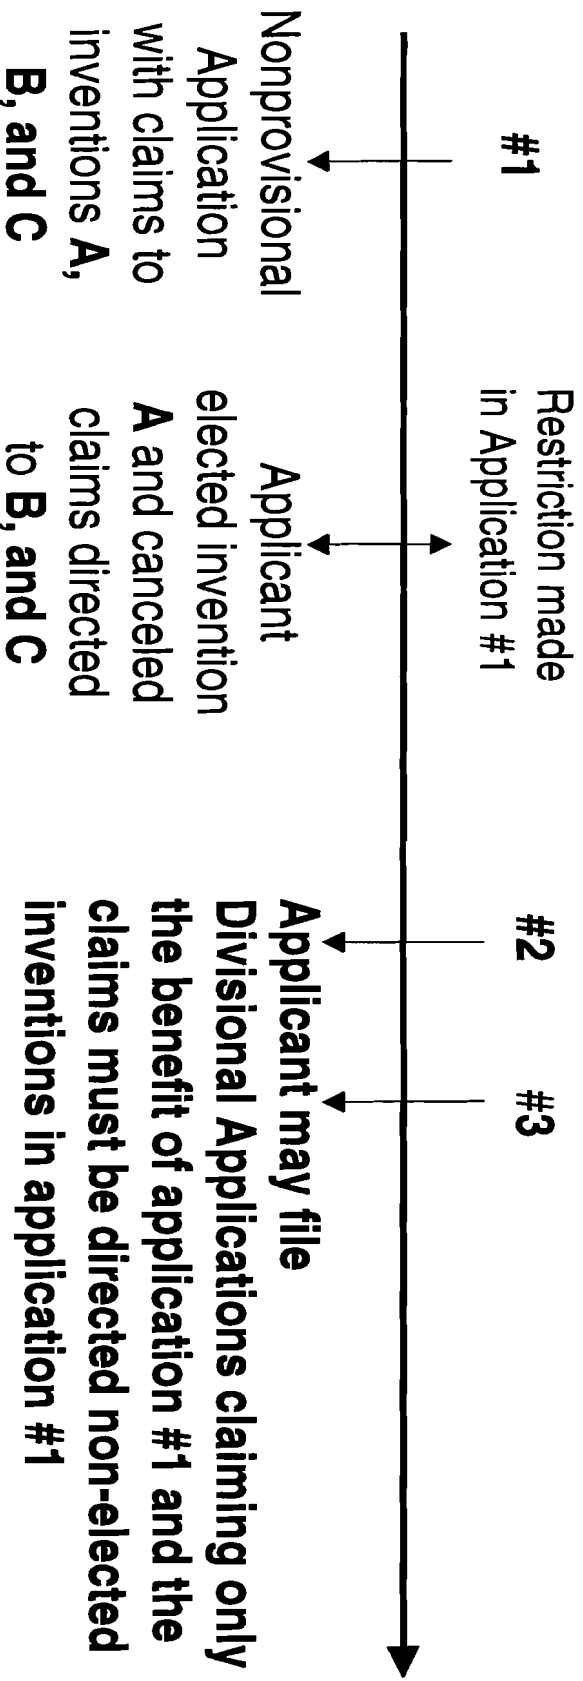 #1
Restriction made
in Application #1
#2
#3
Nonprovisional
Application
with claims to
inventions A,
B, and C
Applicant
elected invention
A and canceled
claims directed
to B, and C
Applicant may file
Divisional Applications claiming only
the benefit of application #1 and the
claims must be directed non-elected
inventions in application #1